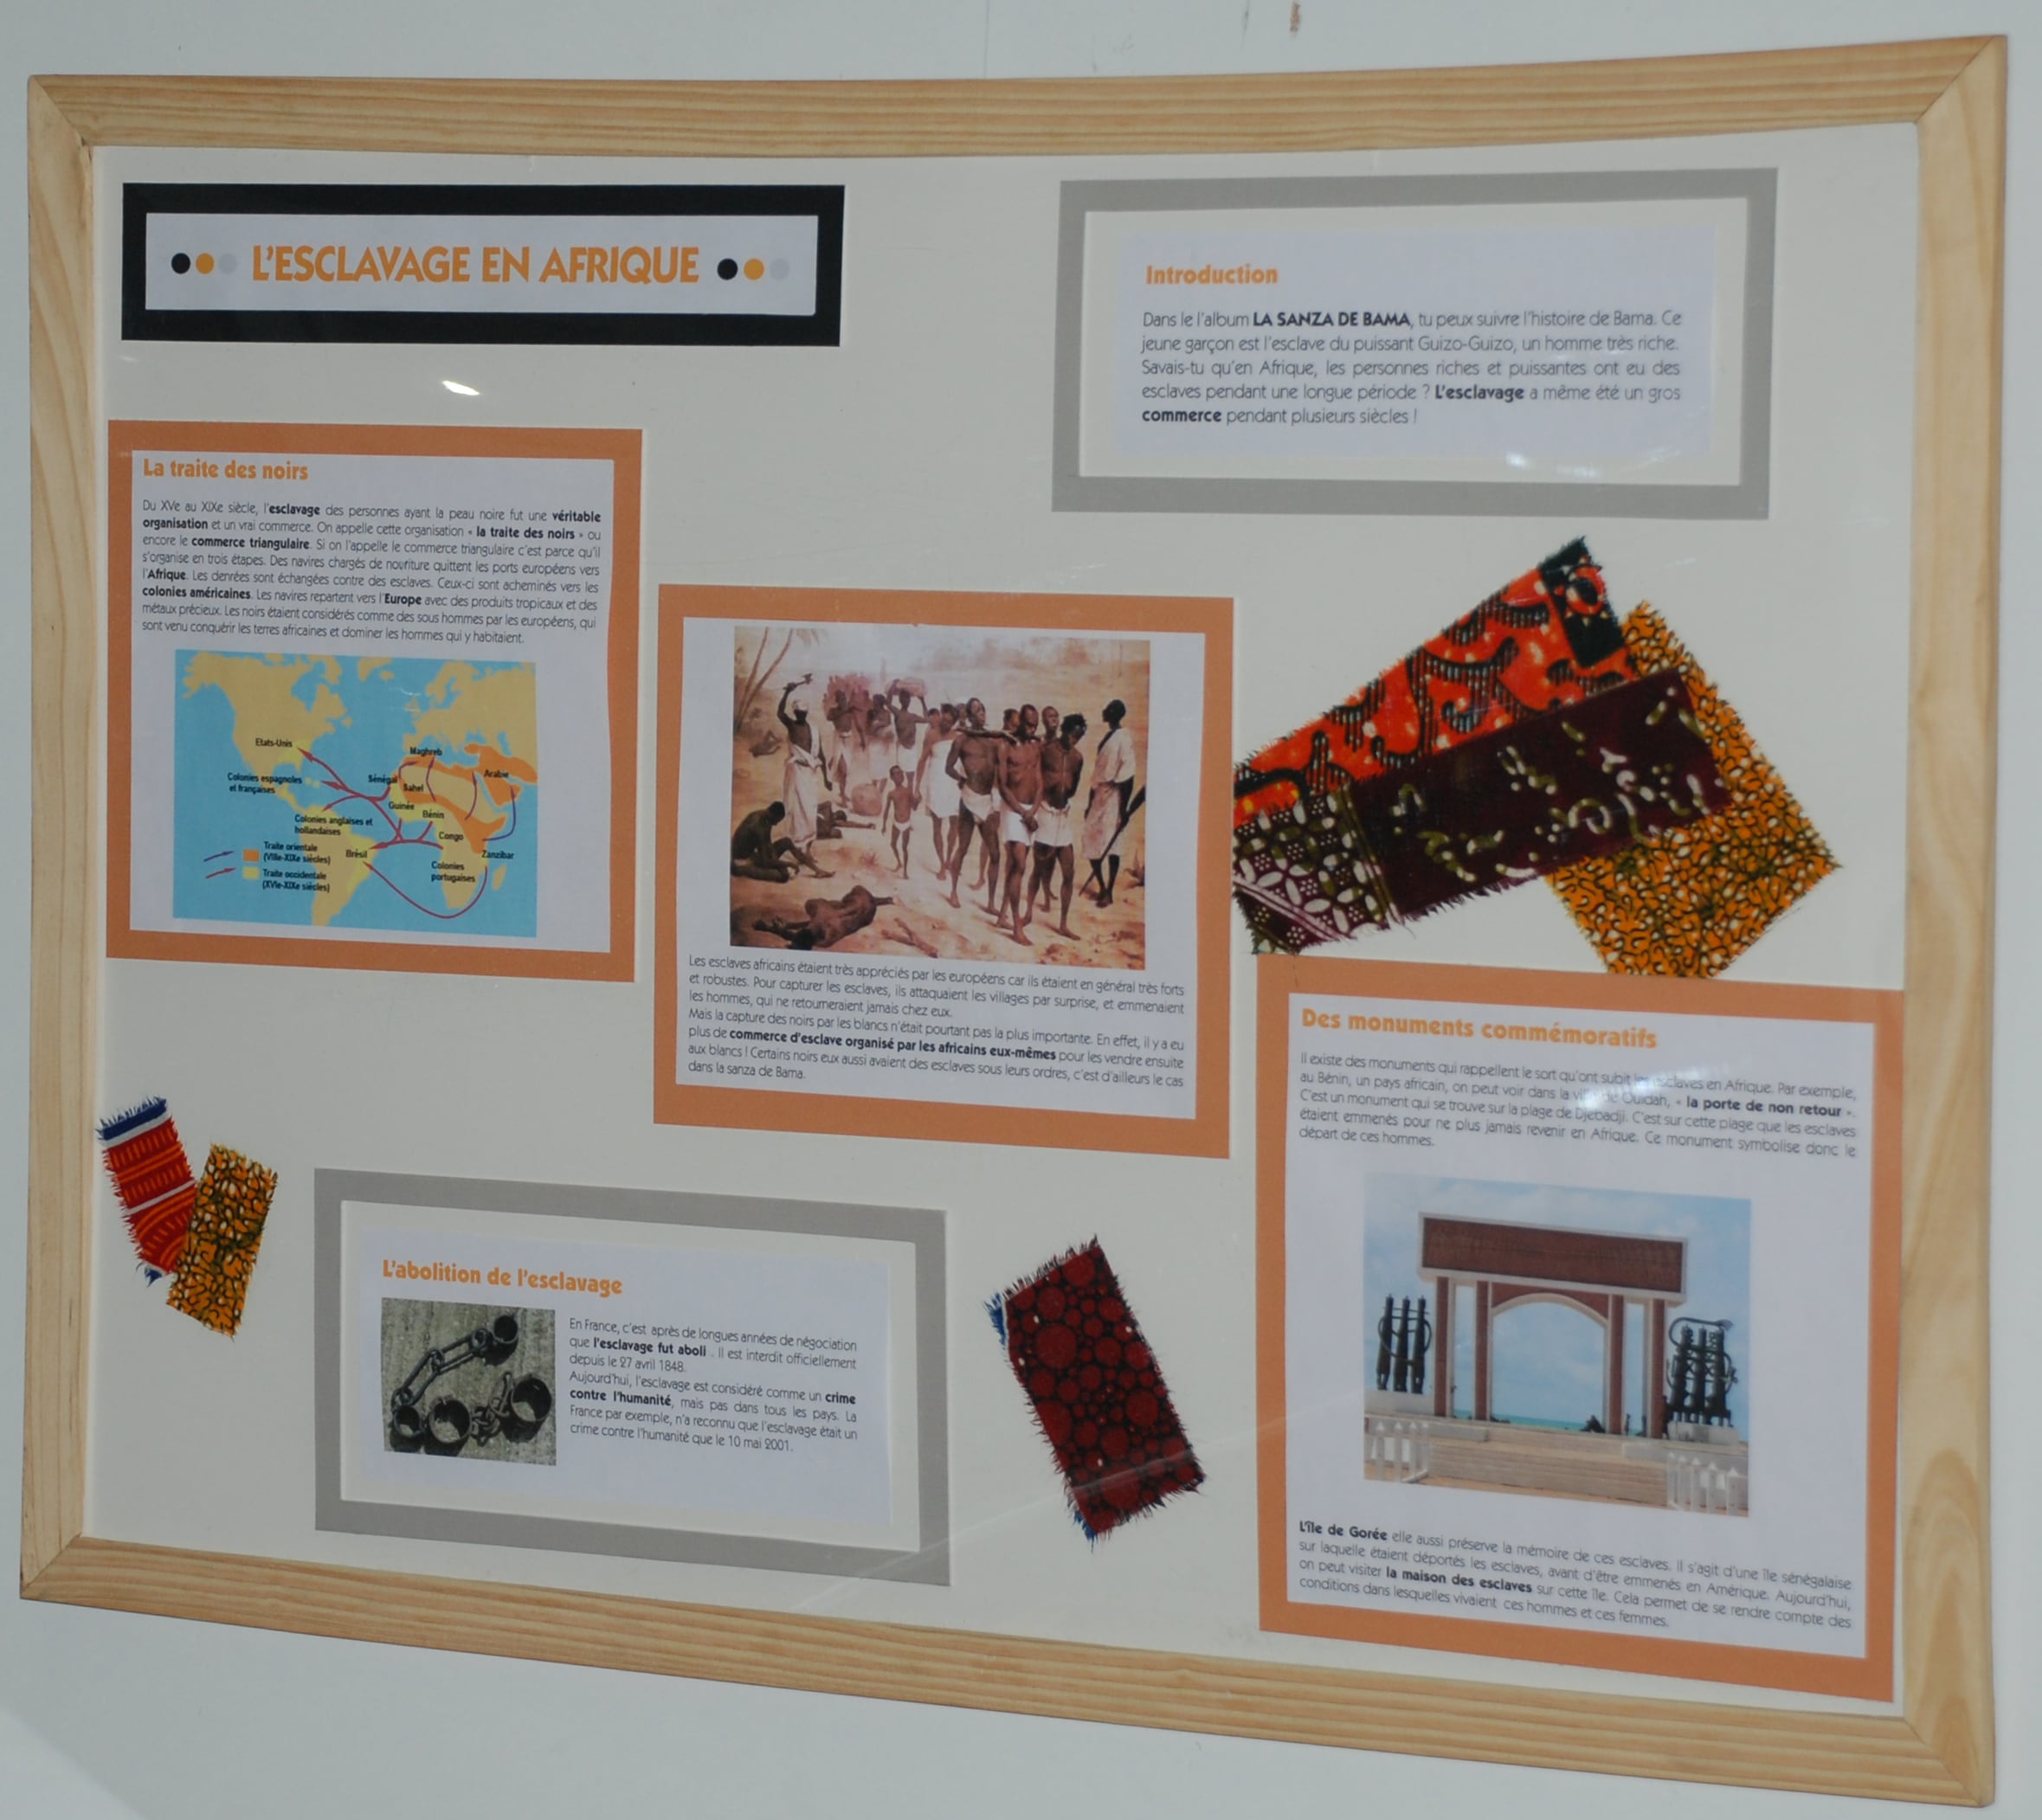 L'ESCLAVAGE EN AFRIQUE
Introduction
Dans le l'album LA SANZA DE BAMA, tu peux suivre l'histoire de Bama. Ce
jeune garçon est l'esclave du puissant Guizo-Guizo, un homme très riche.
Savais-tu qu'en Afrique, les personnes riches et puissantes ont eu des
esclaves pendant une longue période ? L'esclavage a même été un gros
commerce pendant plusieurs siècles !
La traite des noirs
Du XVe au XIXe siècle, l'esclavage des personnes ayant la peau noire fut une véritable
organisation et un vrai commerce. On appelle cette organisation « la traite des noirs » ou
encore le commerce triangulaire. Si on l'appelle le commerce triangulaire c'est parce qu'il
s'organise en trois étapes. Des navires chargés de nourriture quittent les ports européens vers
l'Afrique. Les denrées sont échangées contre des esclaves. Ceux-ci sont acheminés vers les
colonies américaines. Les navires repartent vers l'Europe avec des produits tropicaux et des
métaux précieux. Les noirs étaient considérés comme des sous hommes par les européens, qui
sont venu conquérir les terres africaines et dominer les hommes qui y habitaient.
Etats-Unis
Maghreb
Colonies espagnoles
et françaises
Sénégal
Sahel
Arabie
Guinée
Bénin
Colonies anglaises et
hollandaises
Congo
Brésil
Zanzibar
Colonies
portugaises
Traite orientale
(VIIe-XIXe siècles)
Traite occidentale
(XVIe-XIXe siècles)
Les esclaves africains étaient très appréciés par les européens car ils étaient en général très forts
et robustes. Pour capturer les esclaves, ils attaquaient les villages par surprise, et emmenaient
les hommes, qui ne retourneraient jamais chez eux.
Mais la capture des noirs par les blancs n'était pourtant pas la plus importante. En effet, il y a eu
plus de commerce d'esclave organisé par les africains eux-mêmes pour les vendre ensuite
aux blancs ! Certains noirs eux aussi avaient des esclaves sous leurs ordres, c'est d'ailleurs le cas
dans la sanza de Bama.
Des monuments commémoratifs
Il existe des monuments qui rappellent le sort qu'ont subit les esclaves en Afrique. Par exemple,
au Bénin, un pays africain, on peut voir dans la ville de Ouidah, « la porte de non retour ».
C'est un monument qui se trouve sur la plage de Djebadji. C'est sur cette plage que les esclaves
étaient emmenés pour ne plus jamais revenir en Afrique. Ce monument symbolise donc le
départ de ces hommes.
L'île de Gorée elle aussi préserve la mémoire de ces esclaves. Il s'agit d'une île sénégalaise
sur laquelle étaient déportés les esclaves, avant d'être emmenés en Amérique. Aujourd'hui,
on peut visiter la maison des esclaves sur cette île. Cela permet de se rendre compte des
conditions dans lesquelles vivaient ces hommes et ces femmes.
L'abolition de l'esclavage
En France, c'est après de longues années de négociation
que l'esclavage fut aboli . Il est interdit officiellement
depuis le 27 avril 1848.
Aujourd'hui, l'esclavage est considéré comme un crime
contre l'humanité, mais pas dans tous les pays. La
France par exemple, n'a reconnu que l'esclavage était un
crime contre l'humanité que le 10 mai 2001.